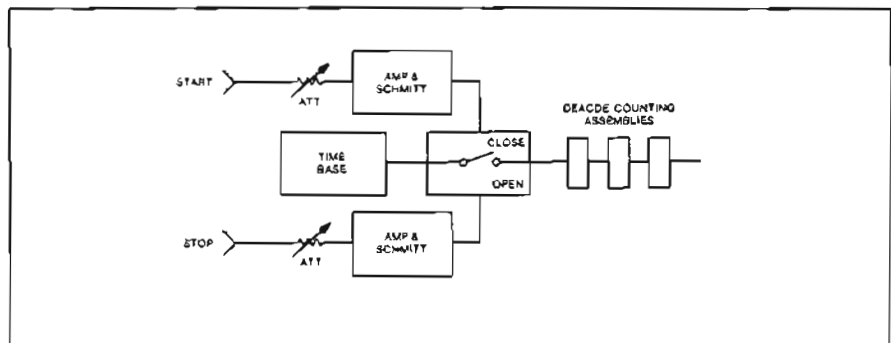 START
ATT
AMP &
SCHMITT
DEACDE COUNTING
ASSEMBLIES
TIME
BASE
CLOSE
OPEN
STOP
ATT
AMP &
SCHMITT